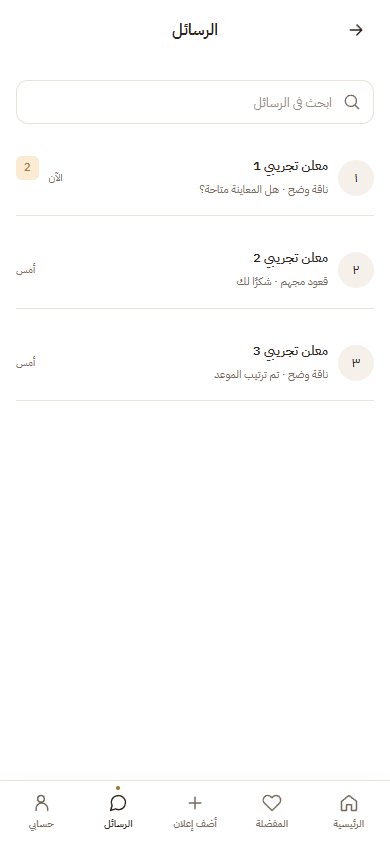 الرسائل
ابحث في الرسائل
١
معلن تجريبي 1
ناقة وضح · هل المعاينة متاحة؟
الآن
2
٢
معلن تجريبي 2
قعود مجهم · شكرًا لك
أمس
٣
معلن تجريبي 3
ناقة وضح · تم ترتيب الموعد
أمس
الرئيسية
المفضلة
أضف إعلان
الرسائل
حسابي